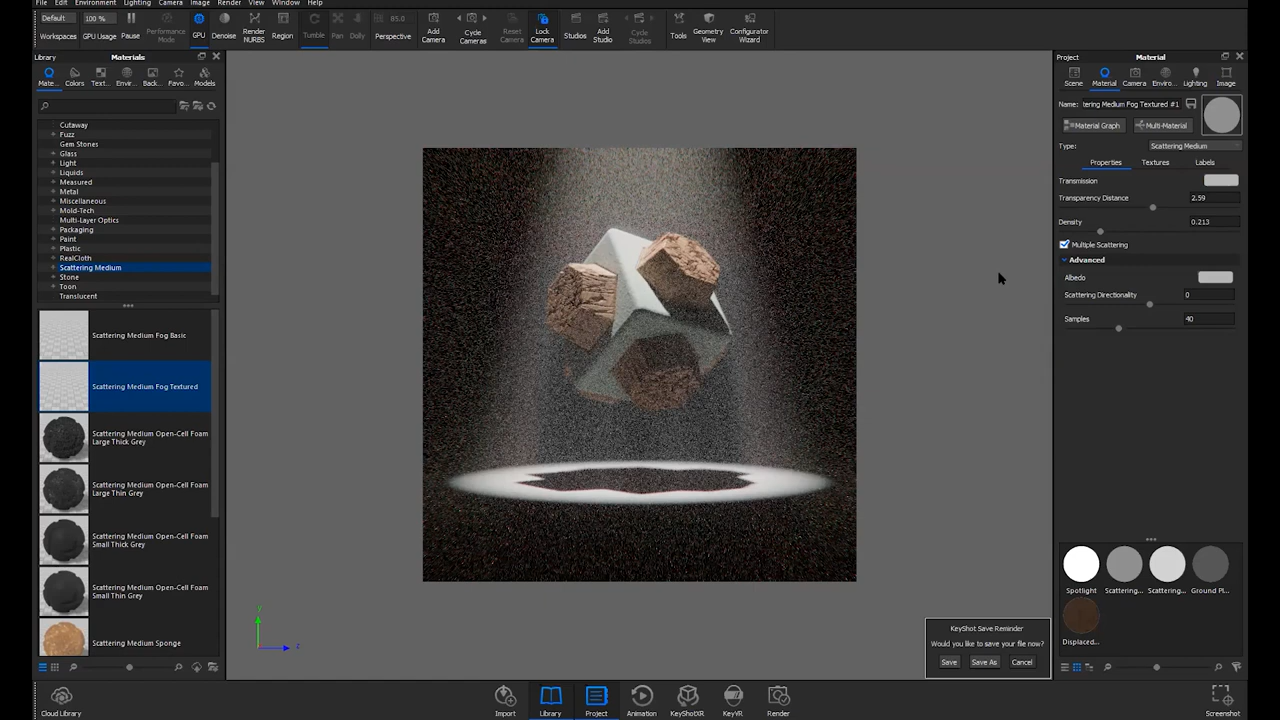 File Edit Environment Lighting Camera Image Render View Window Help
Default 100 % 85.0
Workspaces GPU Usage Pause Performance Mode GPU Denoise Render NURBS Region Tumble Pan Dolly Perspective Add Camera Cycle Cameras Reset Camera Lock Camera Studios Add Studio Cycle Studios Tools Geometry View Configurator Wizard
Library Materials
Mate... Colors Text... Envir... Back... Favo... Models
Cutaway
Fuzz
Gem Stones
Glass
Light
Liquids
Measured
Metal
Miscellaneous
Mold-Tech
Multi-Layer Optics
Packaging
Paint
Plastic
RealCloth
Scattering Medium
Stone
Toon
Translucent
Scattering Medium Fog Basic
Scattering Medium Fog Textured
Scattering Medium Open-Cell Foam
Large Thick Grey
Scattering Medium Open-Cell Foam
Large Thin Grey
Scattering Medium Open-Cell Foam
Small Thick Grey
Scattering Medium Open-Cell Foam
Small Thin Grey
Scattering Medium Sponge
y
z
KeyShot Save Reminder
Would you like to save your file now?
Save Save As Cancel
Project Material
Scene Material Camera Enviro... Lighting Image
Name: tering Medium Fog Textured #1
Material Graph Multi-Material
Type: Scattering Medium
Properties Textures Labels
Transmission
Transparency Distance 2.59
Density 0.213
Multiple Scattering
Advanced
Albedo
Scattering Directionality 0
Samples 40
Spotlight Scattering... Scattering... Ground Pl...
Displaced...
Cloud Library Import Library Project Animation KeyShotXR KeyVR Render Screenshot